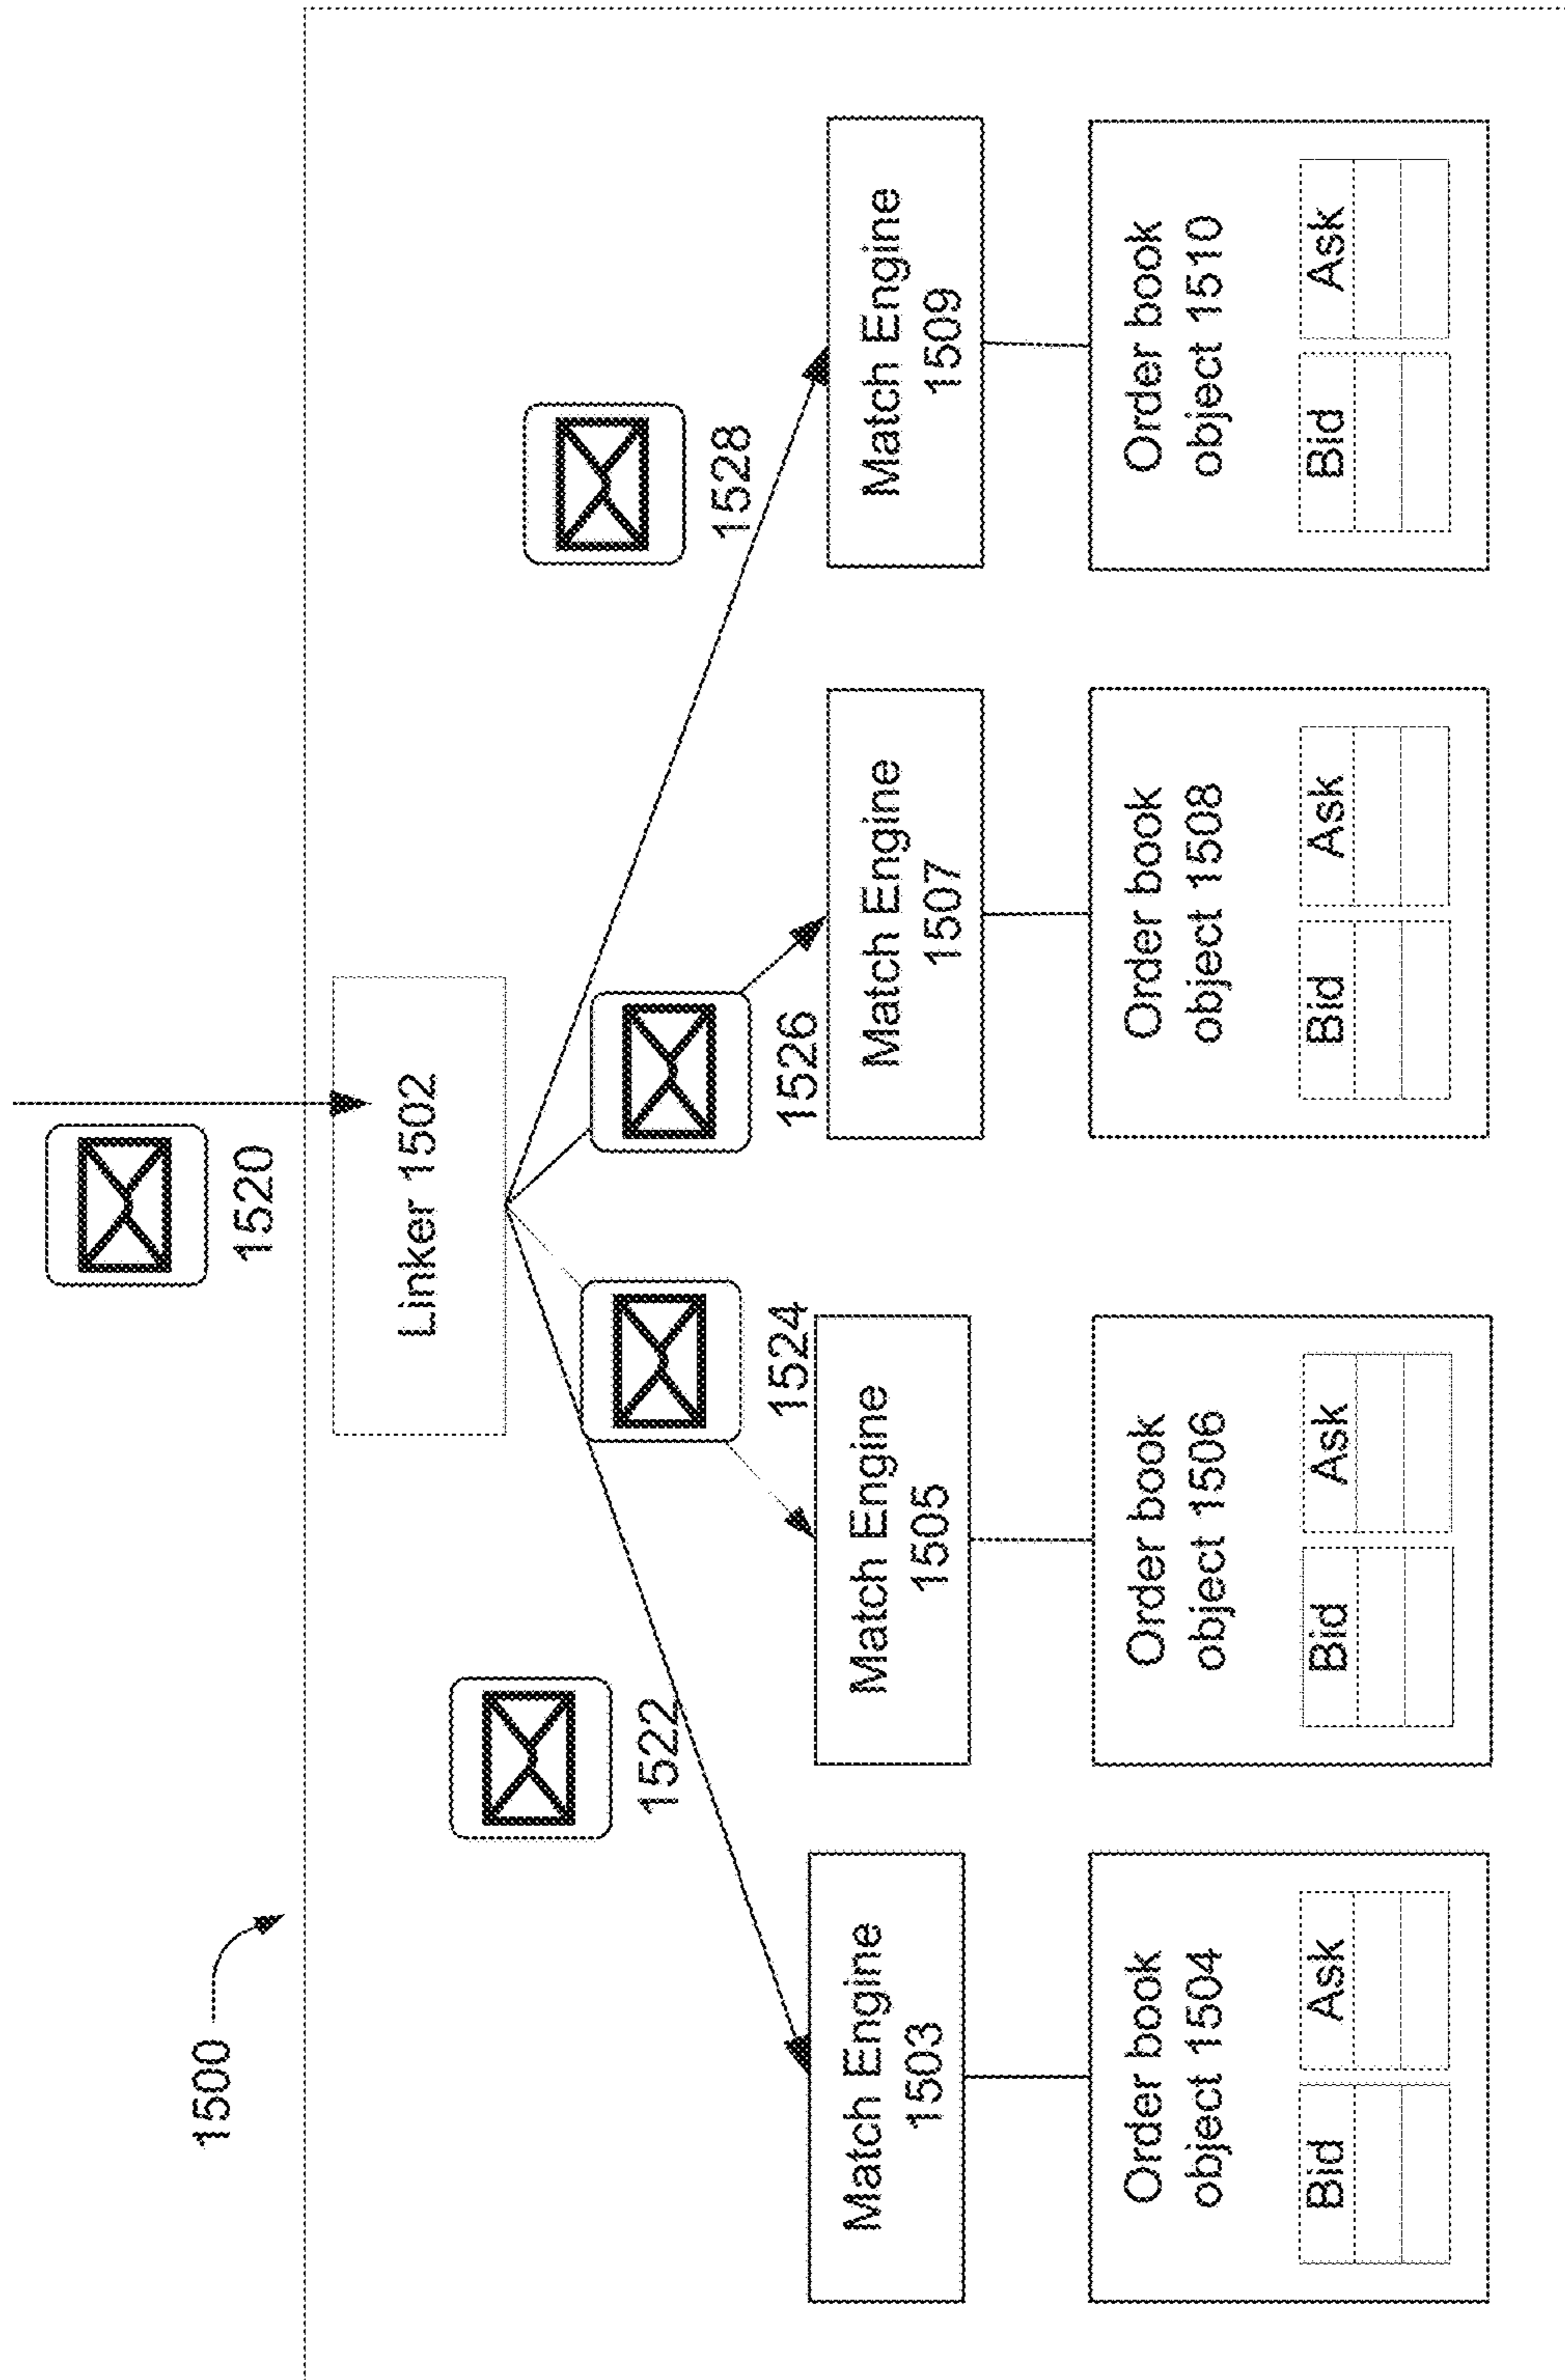 1500
1520
Linker 1502
1522
1524
1526
1528
Match Engine
1503
Match Engine
1505
Match Engine
1507
Match Engine
1509
Order book
object 1504
Bid
Ask
Order book
object 1506
Bid
Ask
Order book
object 1508
Bid
Ask
Order book
object 1510
Bid
Ask